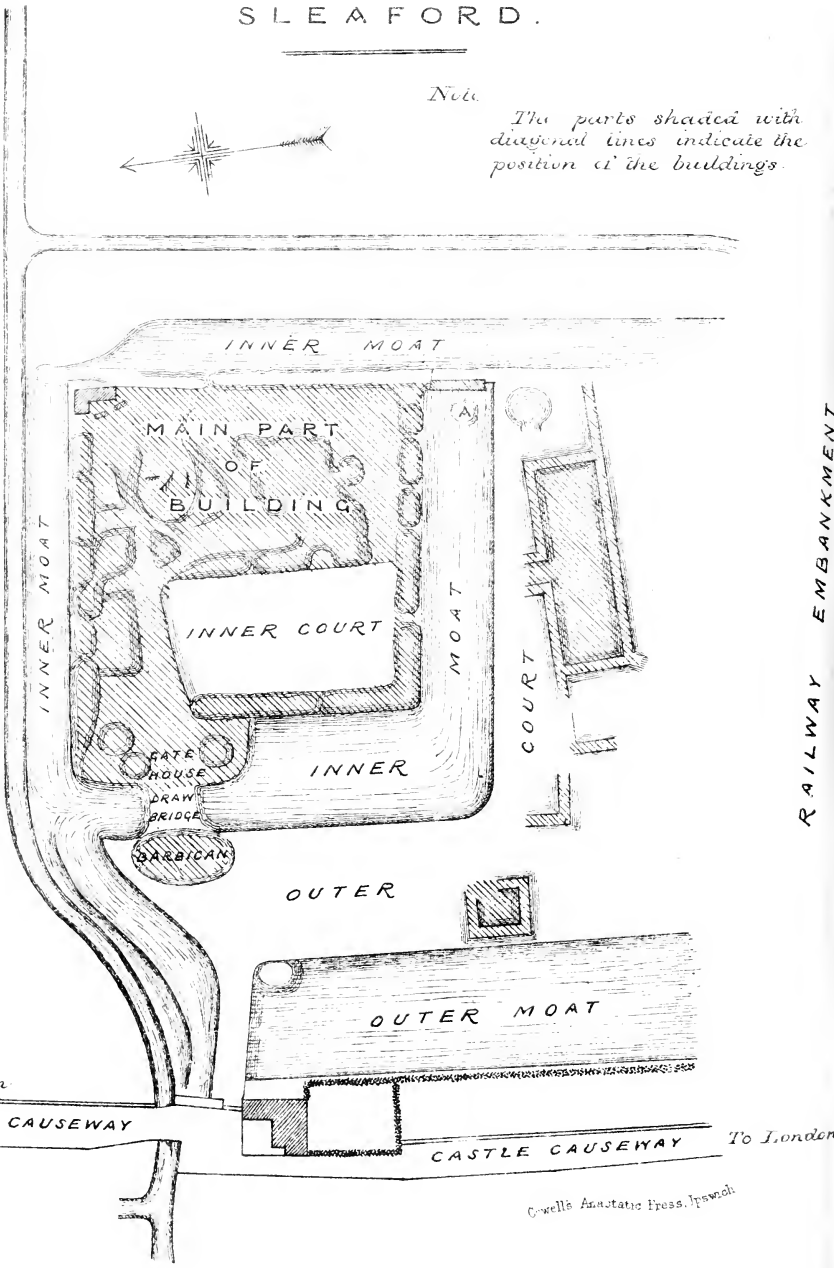 SLEAFORD.
Note
The parts shaded with
diagonal lines indicate the
position of the buildings.
INNER MOAT
A
MAIN PART
OF
BUILDING
INNER MOAT
INNER COURT
MOAT
COURT
RAILWAY EMBANKMENT
GATE
HOUSE
INNER
DRAW
BRIDGE
BARBICAN
OUTER
OUTER MOAT
CAUSEWAY
CASTLE CAUSEWAY
To London
Cowell's Anastatic Press, Ipswich